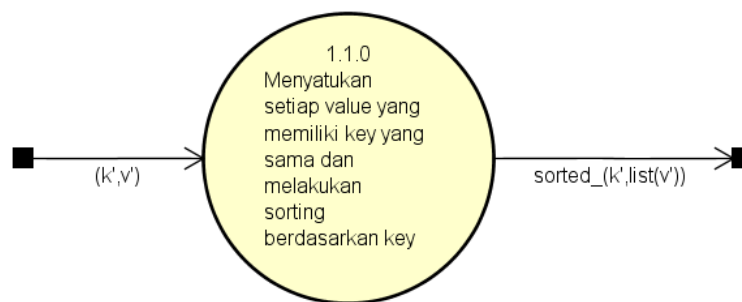 1.1.0
Menyatukan
setiap value yang
memiliki key yang
sama dan
melakukan
sorting
berdasarkan key
(k',v')
sorted_(k',list(v'))